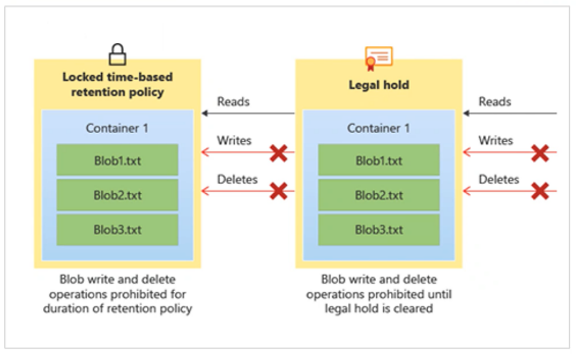 Locked time-based
retention policy
Container 1
Blob1.txt
Blob2.txt
Blob3.txt
Blob write and delete
operations prohibited for
duration of retention policy
Reads
Writes
Deletes
Legal hold
Container 1
Blob1.txt
Blob2.txt
Blob3.txt
Blob write and delete
operations prohibited until
legal hold is cleared
Reads
Writes
Deletes